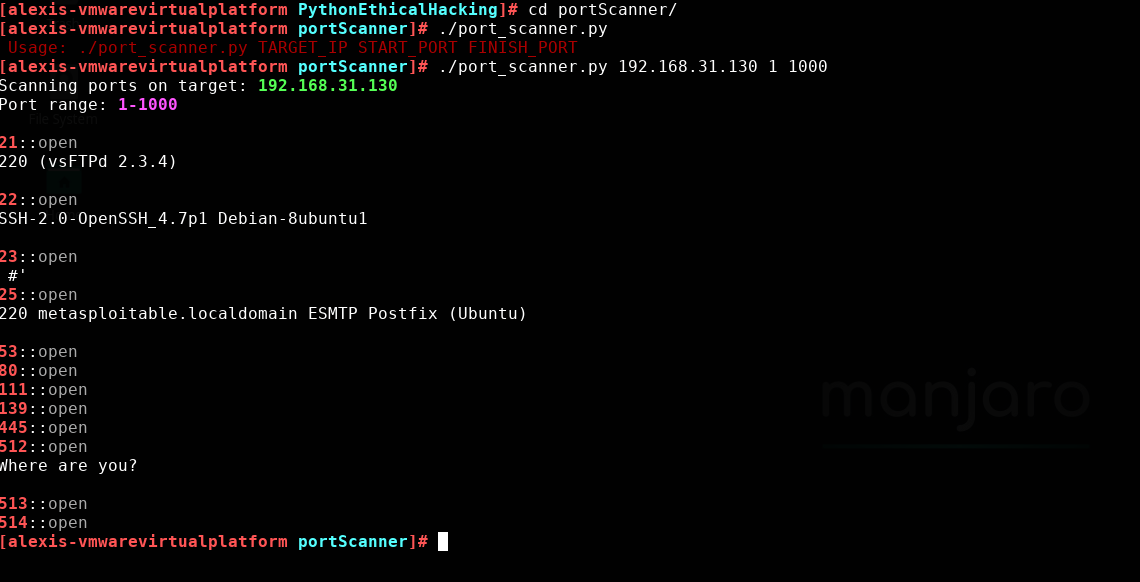 [alexis-vmwarevirtualplatform PythonEthicalHacking]# cd portScanner/
[alexis-vmwarevirtualplatform portScanner]# ./port_scanner.py
Usage: ./port_scanner.py TARGET_IP START_PORT FINISH_PORT
[alexis-vmwarevirtualplatform portScanner]# ./port_scanner.py 192.168.31.130 1 1000
Scanning ports on target: 192.168.31.130
Port range: 1-1000
File System
21::open
220 (vsFTPd 2.3.4)
22::open
SSH-2.0-OpenSSH_4.7p1 Debian-8ubuntu1
23::open
#'
25::open
220 metasploitable.localdomain ESMTP Postfix (Ubuntu)
53::open
80::open
111::open
139::open
manjaro
445::open
512::open
Where are you?
513::open
514::open
[alexis-vmwarevirtualplatform portScanner]#